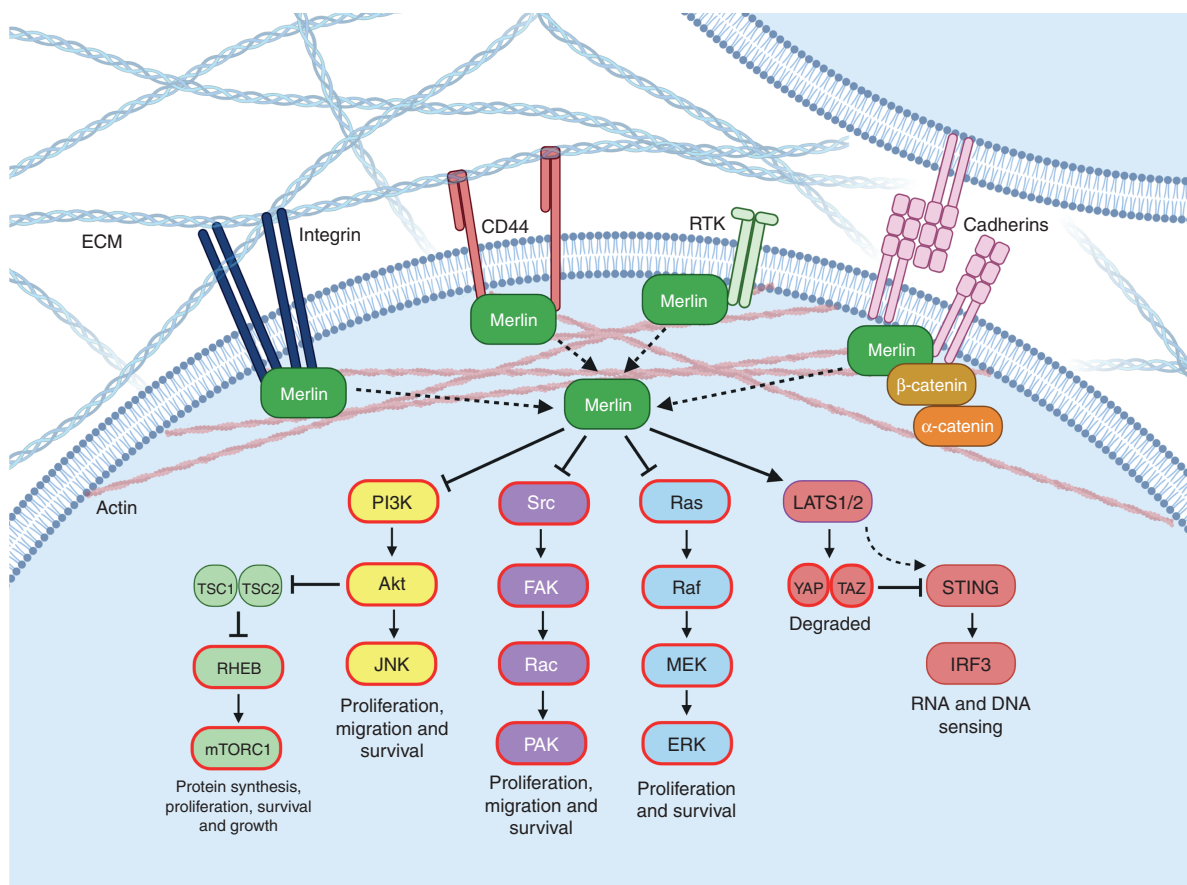 ECM
Integrin
CD44
RTK
Cadherins
Merlin
Merlin
Merlin
Merlin
β-catenin
α-catenin
Merlin
Actin
PI3K
Src
Ras
LATS1/2
TSC1
TSC2
Akt
FAK
Raf
YAP
TAZ
STING
Degraded
RHEB
JNK
Rac
MEK
IRF3
Proliferation,
migration and
survival
RNA and DNA
sensing
mTORC1
PAK
ERK
Protein synthesis,
proliferation, survival
and growth
Proliferation,
migration and
survival
Proliferation
and survival